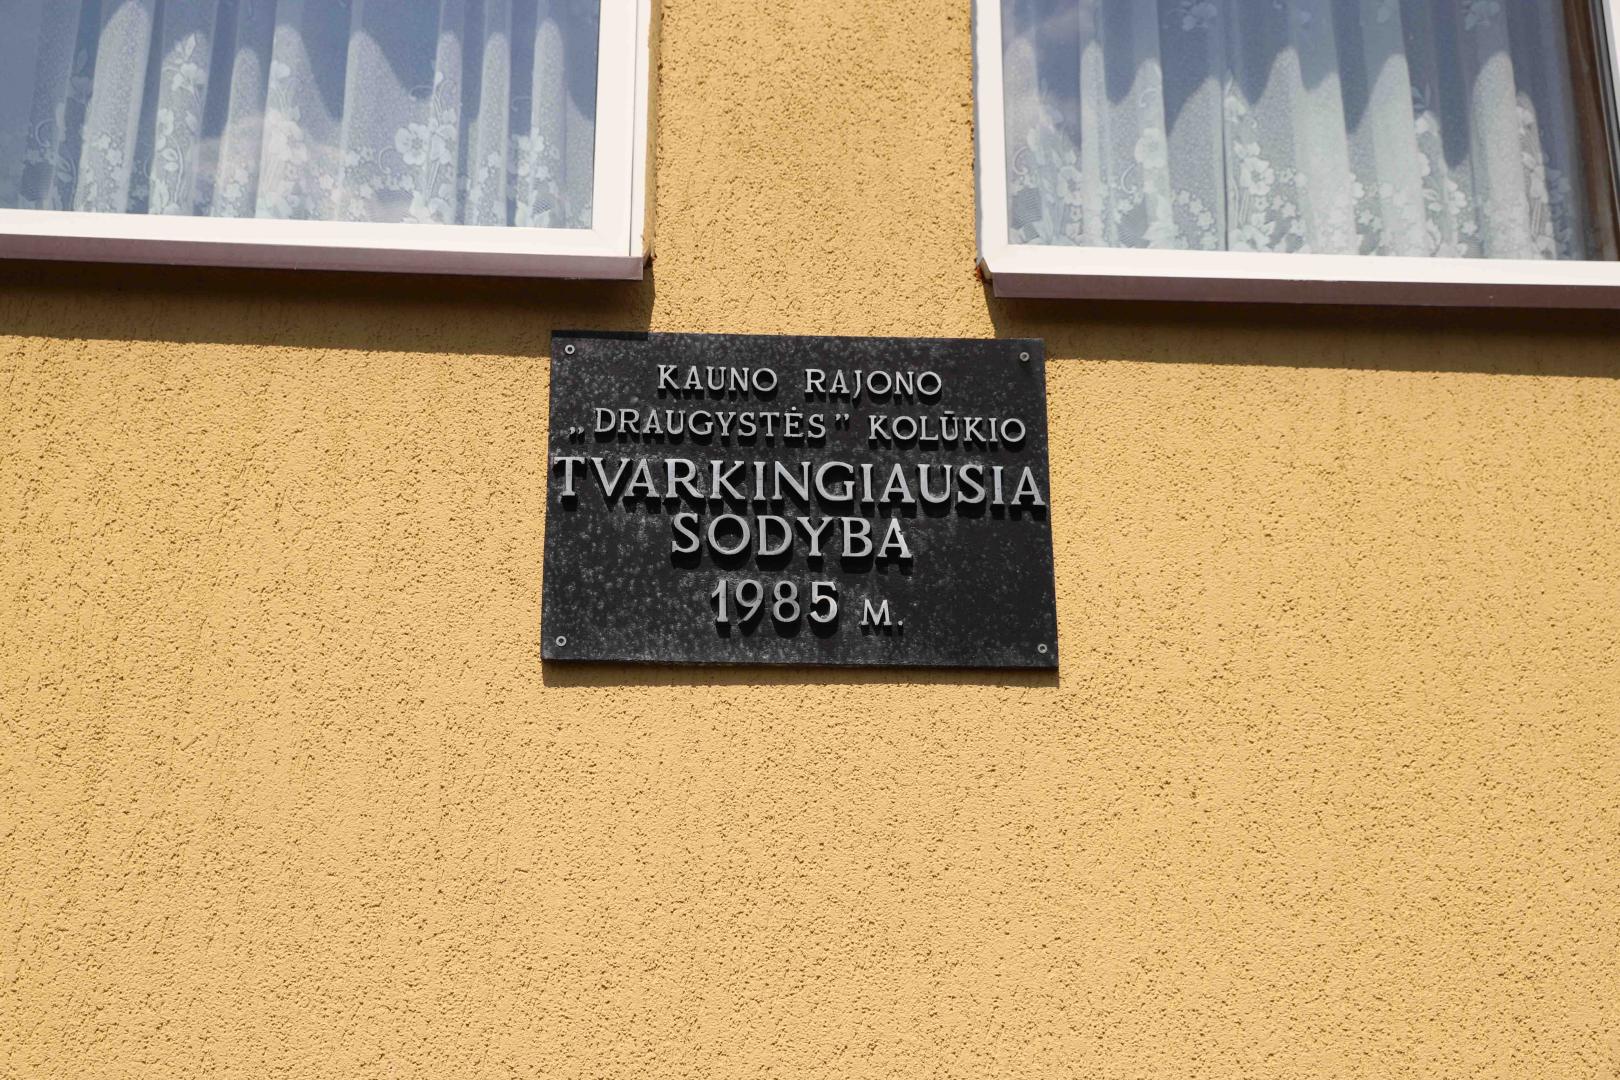 KAUNO RAJONO
„DRAUGYSTĖS” KOLŪKIO
TVARKINGIAUSIA
SODYBA
1985 M.